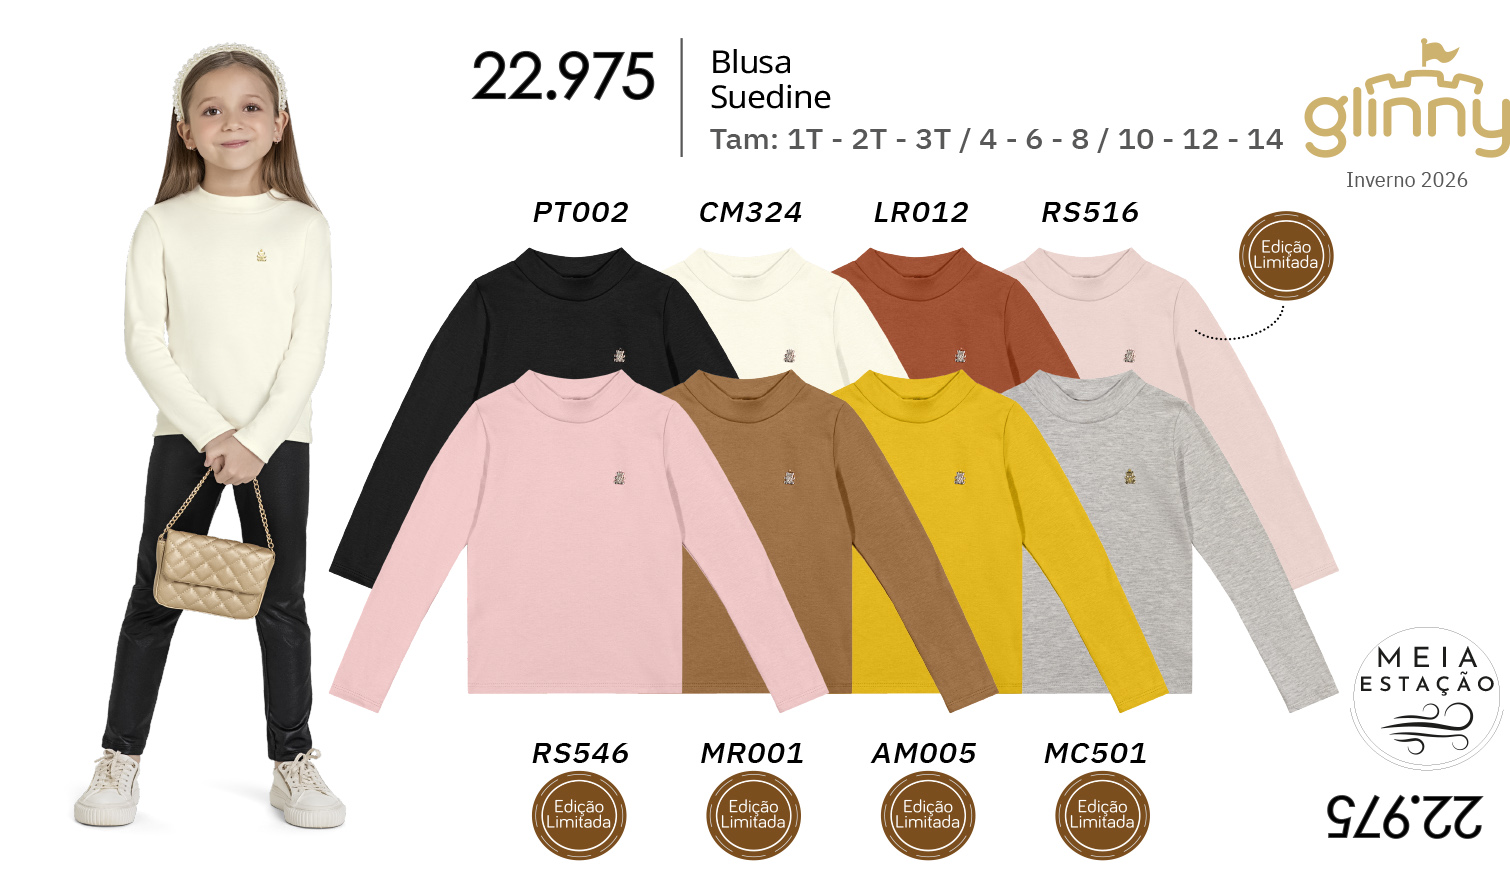 22.975
Blusa
Suedine
Tam: 1T - 2T - 3T / 4 - 6 - 8 / 10 - 12 - 14
glinny
Inverno 2026
PT002 CM324 LR012 RS516
Edição
Limitada
MEIA
ESTAÇÃO
RS546 MR001 AM005 MC501
Edição
Limitada
Edição
Limitada
Edição
Limitada
Edição
Limitada
22.975